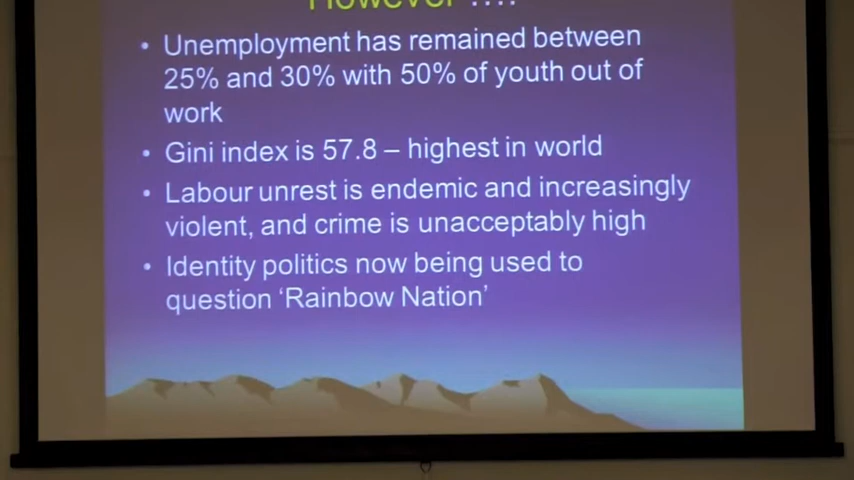 However ....
• Unemployment has remained between
25% and 30% with 50% of youth out of
work
• Gini index is 57.8 – highest in world
• Labour unrest is endemic and increasingly
violent, and crime is unacceptably high
• Identity politics now being used to
question ‘Rainbow Nation’